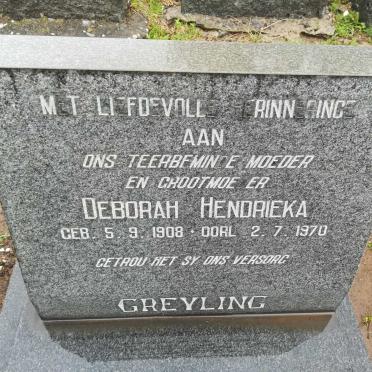 MET LIEFDEVOLLE HERINNERINGE
AAN
ONS TEERBEMINDE MOEDER
EN GROOTMOEDER
DEBORAH HENDRIEKA
GEB. 5. 9. 1908 · OORL. 2. 7. 1970
GETROU HET SY ONS VERSORG
GREYLING